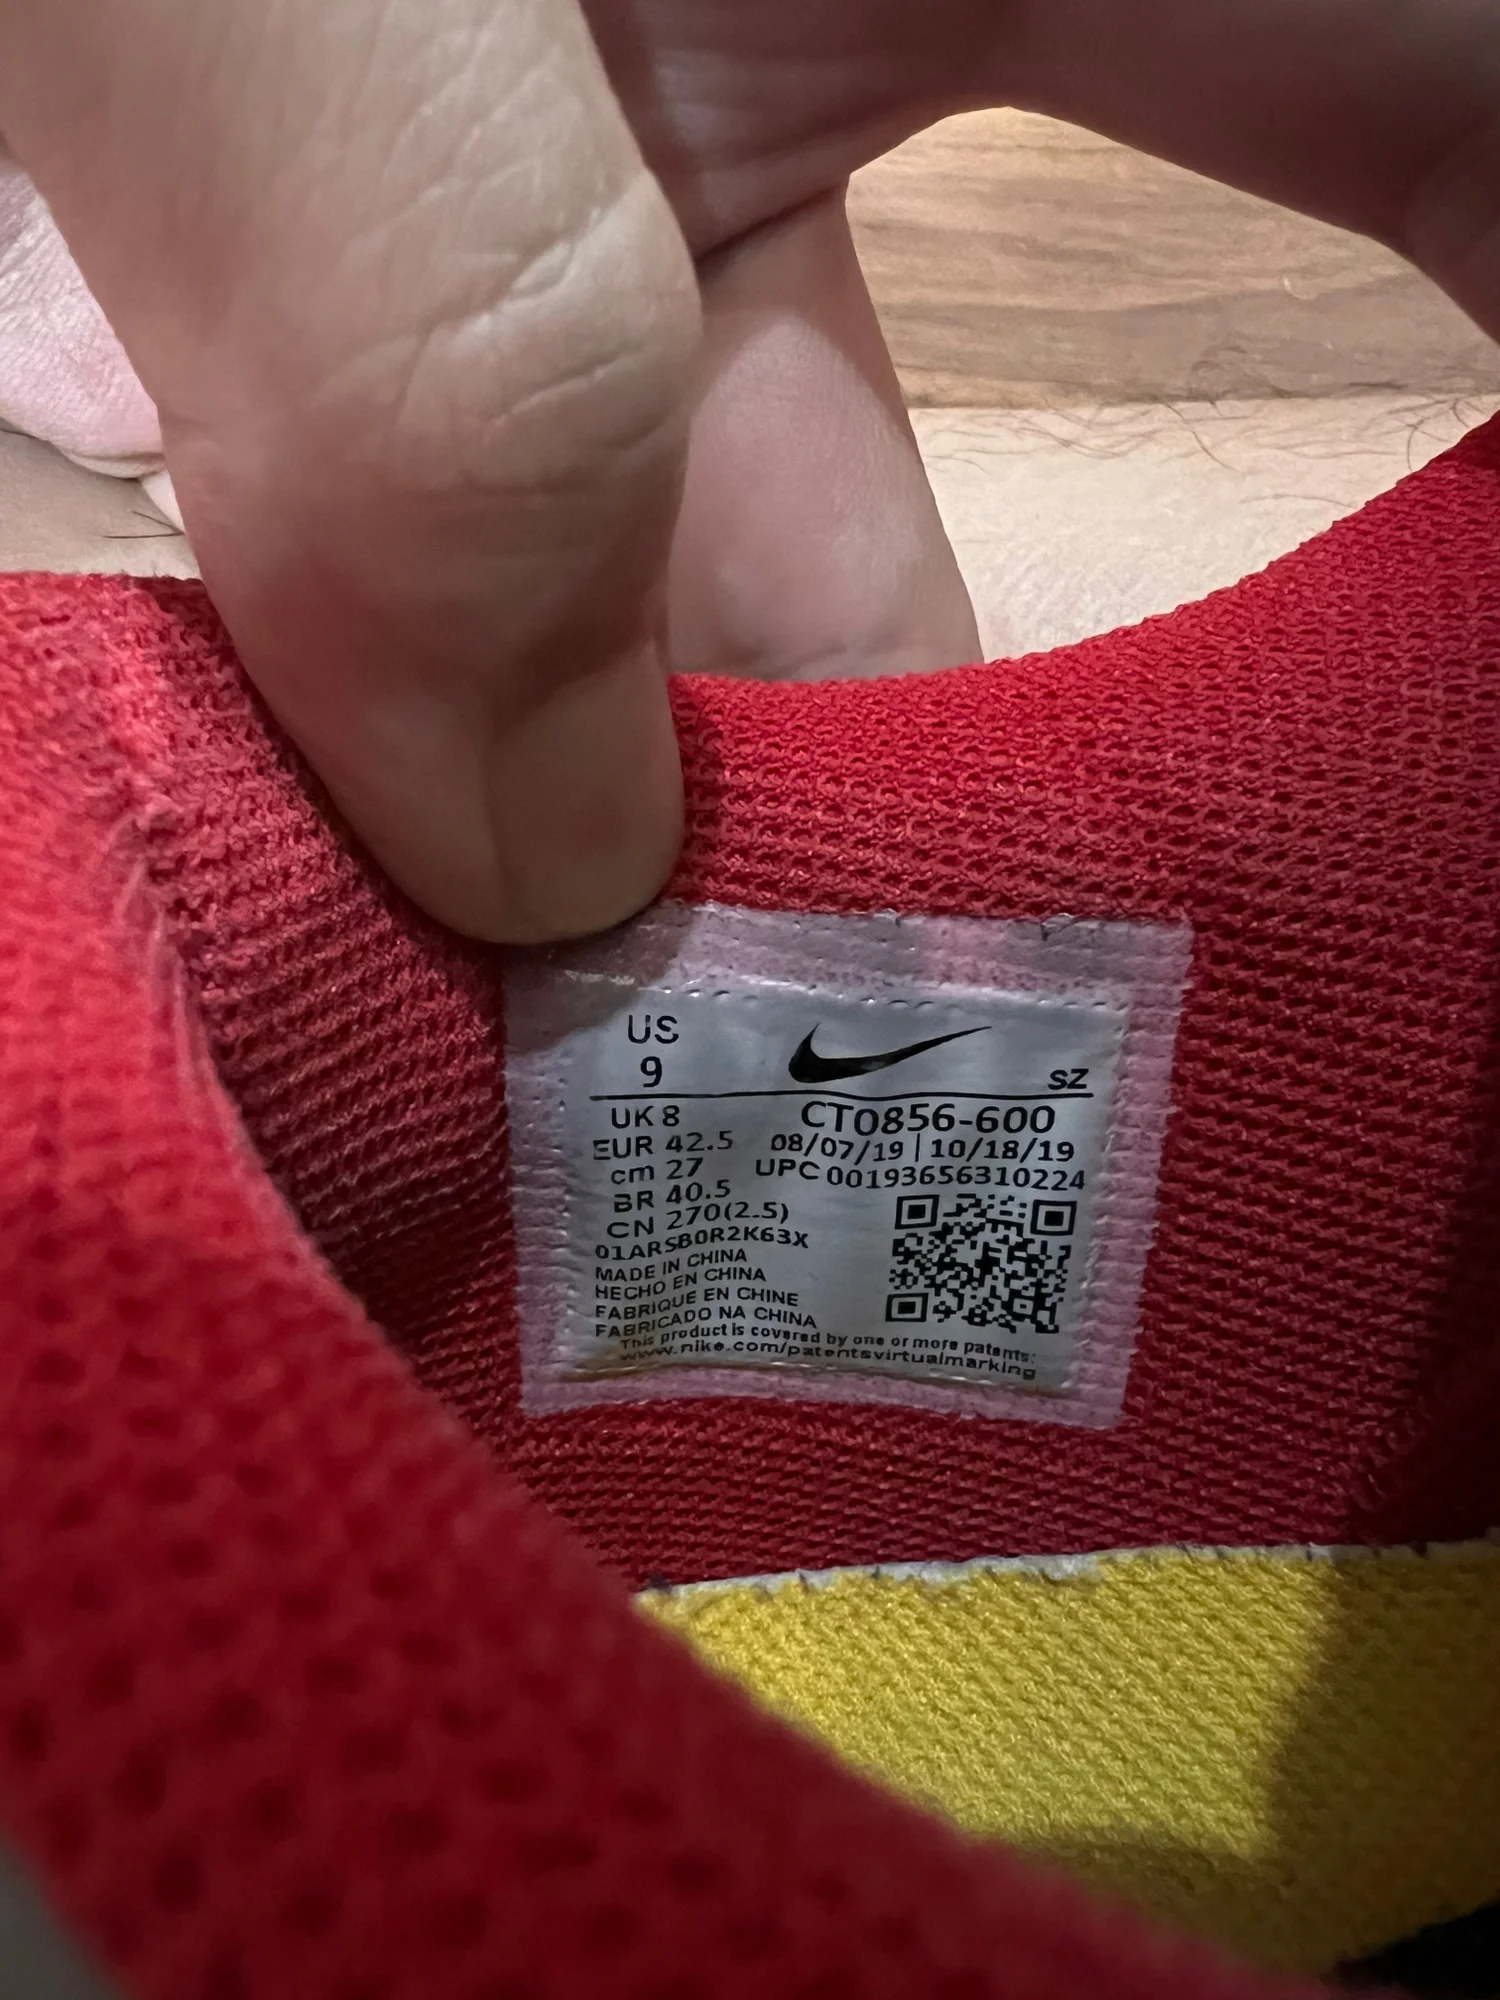 US
9
SZ
UK 8
EUR 42.5
cm 27
BR 40.5
CN 270(2.5)
CT0856-600
08/07/19 | 10/18/19
UPC 00193656310224
01ARSB0R2K63X
MADE IN CHINA
HECHO EN CHINA
FABRIQUE EN CHINE
FABRICADO NA CHINA
This product is covered by one or more patents:
www.nike.com/patentsvirtualmarking